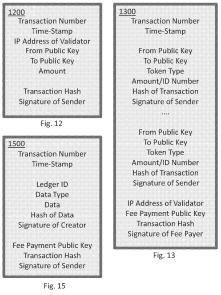 1200
Transaction Number
Time-Stamp
IP Address of Validator
From Public Key
To Public Key
Amount
Transaction Hash
Signature of Sender
Fig. 12
1500
Transaction Number
Time-Stamp
Ledger ID
Data Type
Data
Hash of Data
Signature of Creator
Fee Payment Public Key
Transaction Hash
Signature of Sender
Fig. 15
1300
Transaction Number
Time-Stamp
From Public Key
To Public Key
Token Type
Amount/ID Number
Hash of Transaction
Signature of Sender
....
From Public Key
To Public Key
Token Type
Amount/ID Number
Hash of Transaction
Signature of Sender
IP Address of Validator
Fee Payment Public Key
Transaction Hash
Signature of Fee Payer
Fig. 13